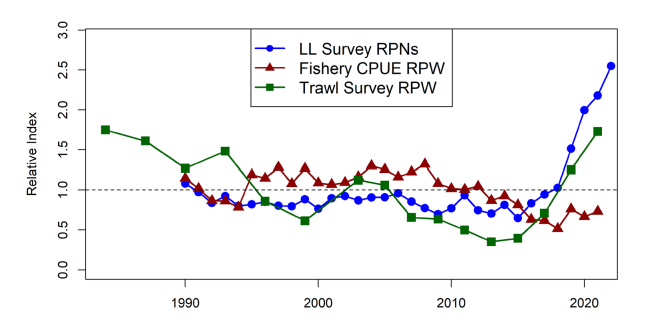 LL Survey RPNs
Fishery CPUE RPW
Trawl Survey RPW
Relative Index
3.0
2.5
2.0
1.5
1.0
0.5
0.0
1990 2000 2010 2020